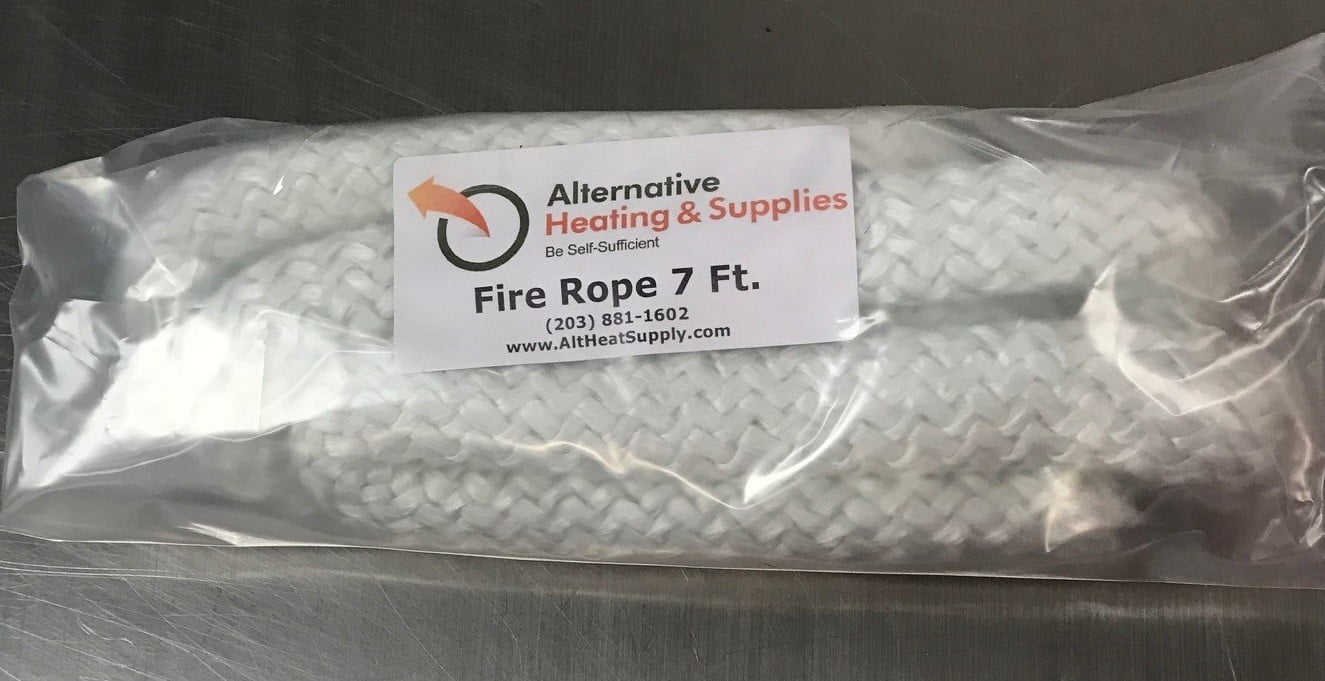 Alternative
Heating & Supplies
Be Self-Sufficient
Fire Rope 7 Ft.
(203) 881-1602
www.AltHeatSupply.com